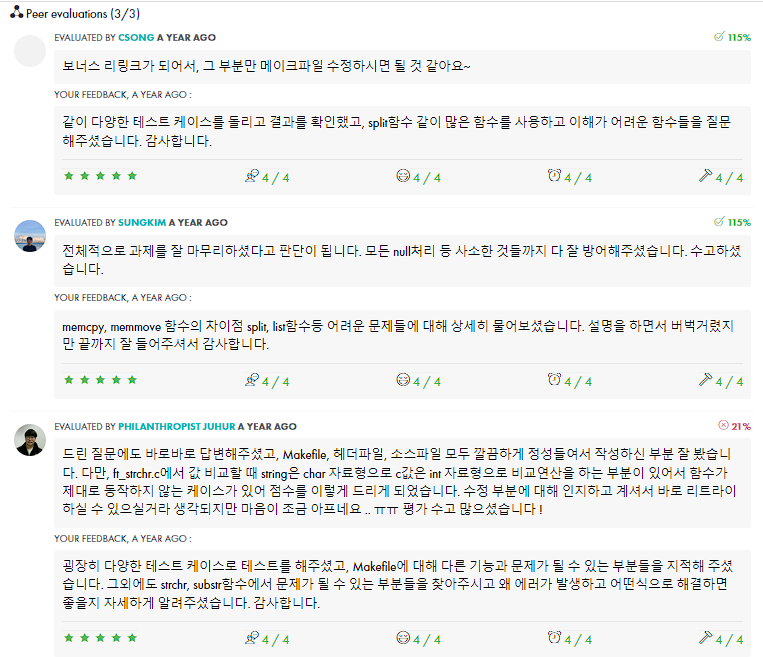 Peer evaluations (3/3)
EVALUATED BY CSONG A YEAR AGO 115%
보너스 리링크가 되어서, 그 부분만 메이크파일 수정하시면 될 것 같아요~
YOUR FEEDBACK, A YEAR AGO :
같이 다양한 테스트 케이스를 돌리고 결과를 확인했고, split함수 같이 많은 함수를 사용하고 이해가 어려운 함수들을 질문
해주셨습니다. 감사합니다.
4 / 4 4 / 4 4 / 4 4 / 4
EVALUATED BY SUNGKIM A YEAR AGO 115%
전체적으로 과제를 잘 마무리하셨다고 판단이 됩니다. 모든 null처리 등 사소한 것들까지 다 잘 방어해주셨습니다. 수고하셨
습니다.
YOUR FEEDBACK, A YEAR AGO :
memcpy, memmove 함수의 차이점 split, list함수등 어려운 문제들에 대해 상세히 물어보셨습니다. 설명을 하면서 버벅거렸지
만 끝까지 잘 들어주셔서 감사합니다.
4 / 4 4 / 4 4 / 4 4 / 4
EVALUATED BY PHILANTHROPIST JUHUR A YEAR AGO 21%
드린 질문에도 바로바로 답변해주셨고, Makefile, 헤더파일, 소스파일 모두 깔끔하게 정성들여서 작성하신 부분 잘 봤습니
다. 다만, ft_strchr.c에서 값 비교할 때 string은 char 자료형으로 c값은 int 자료형으로 비교연산을 하는 부분이 있어서 함수가
제대로 동작하지 않는 케이스가 있어 점수를 이렇게 드리게 되었습니다. 수정 부분에 대해 인지하고 계셔서 바로 리트라이
하실 수 있으실거라 생각되지만 마음이 조금 아프네요 .. ㅠㅠ 평가 수고 많으셨습니다 !
YOUR FEEDBACK, A YEAR AGO :
굉장히 다양한 테스트 케이스로 테스트를 해주셨고, Makefile에 대해 다른 기능과 문제가 될 수 있는 부분들을 지적해 주셨
습니다. 그외에도 strchr, substr함수에서 문제가 될 수 있는 부분들을 찾아주시고 왜 에러가 발생하고 어떤식으로 해결하면
좋을지 자세하게 알려주셨습니다. 감사합니다.
4 / 4 4 / 4 4 / 4 4 / 4